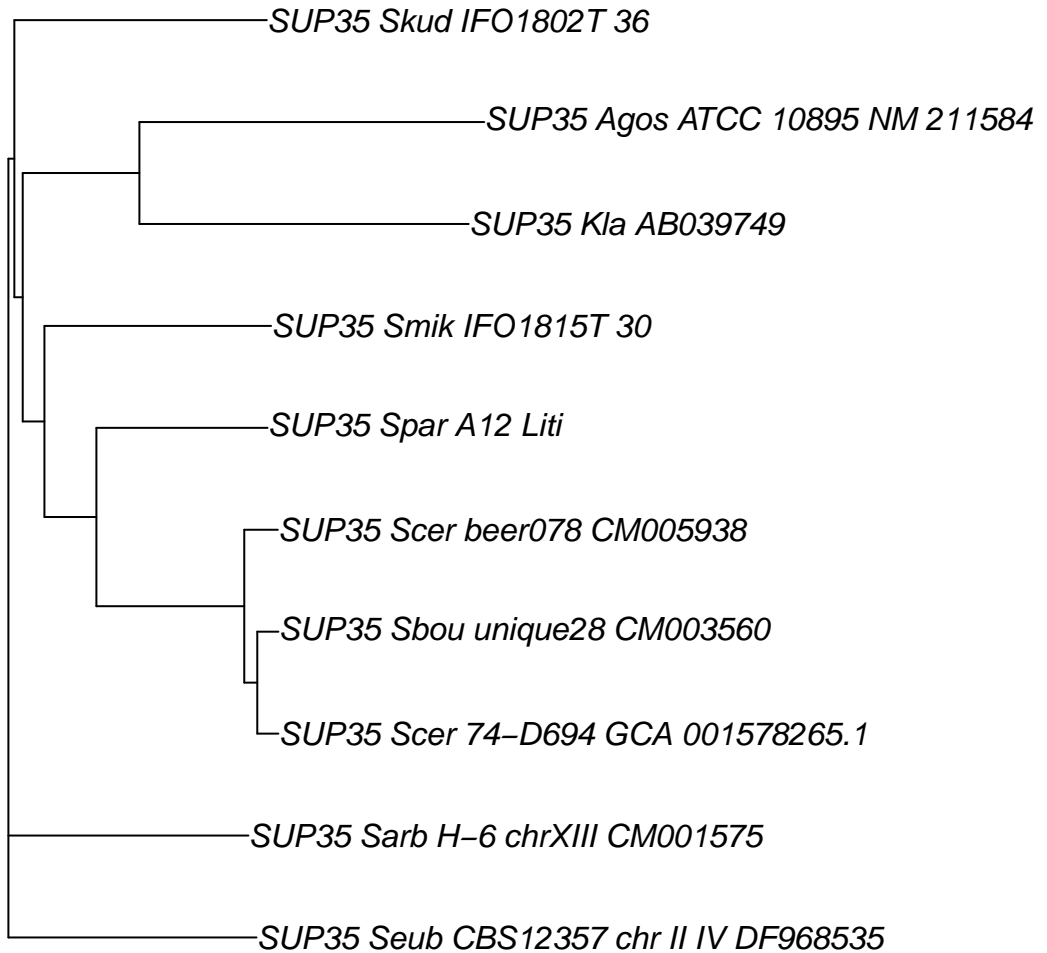 SUP35 Skud IFO1802T 36
SUP35 Agos ATCC 10895 NM 211584
SUP35 Kla AB039749
SUP35 Smik IFO1815T 30
SUP35 Spar A12 Liti
SUP35 Scer beer078 CM005938
SUP35 Sbou unique28 CM003560
SUP35 Scer 74−D694 GCA 001578265.1
SUP35 Sarb H−6 chrXIII CM001575
SUP35 Seub CBS12357 chr II IV DF968535